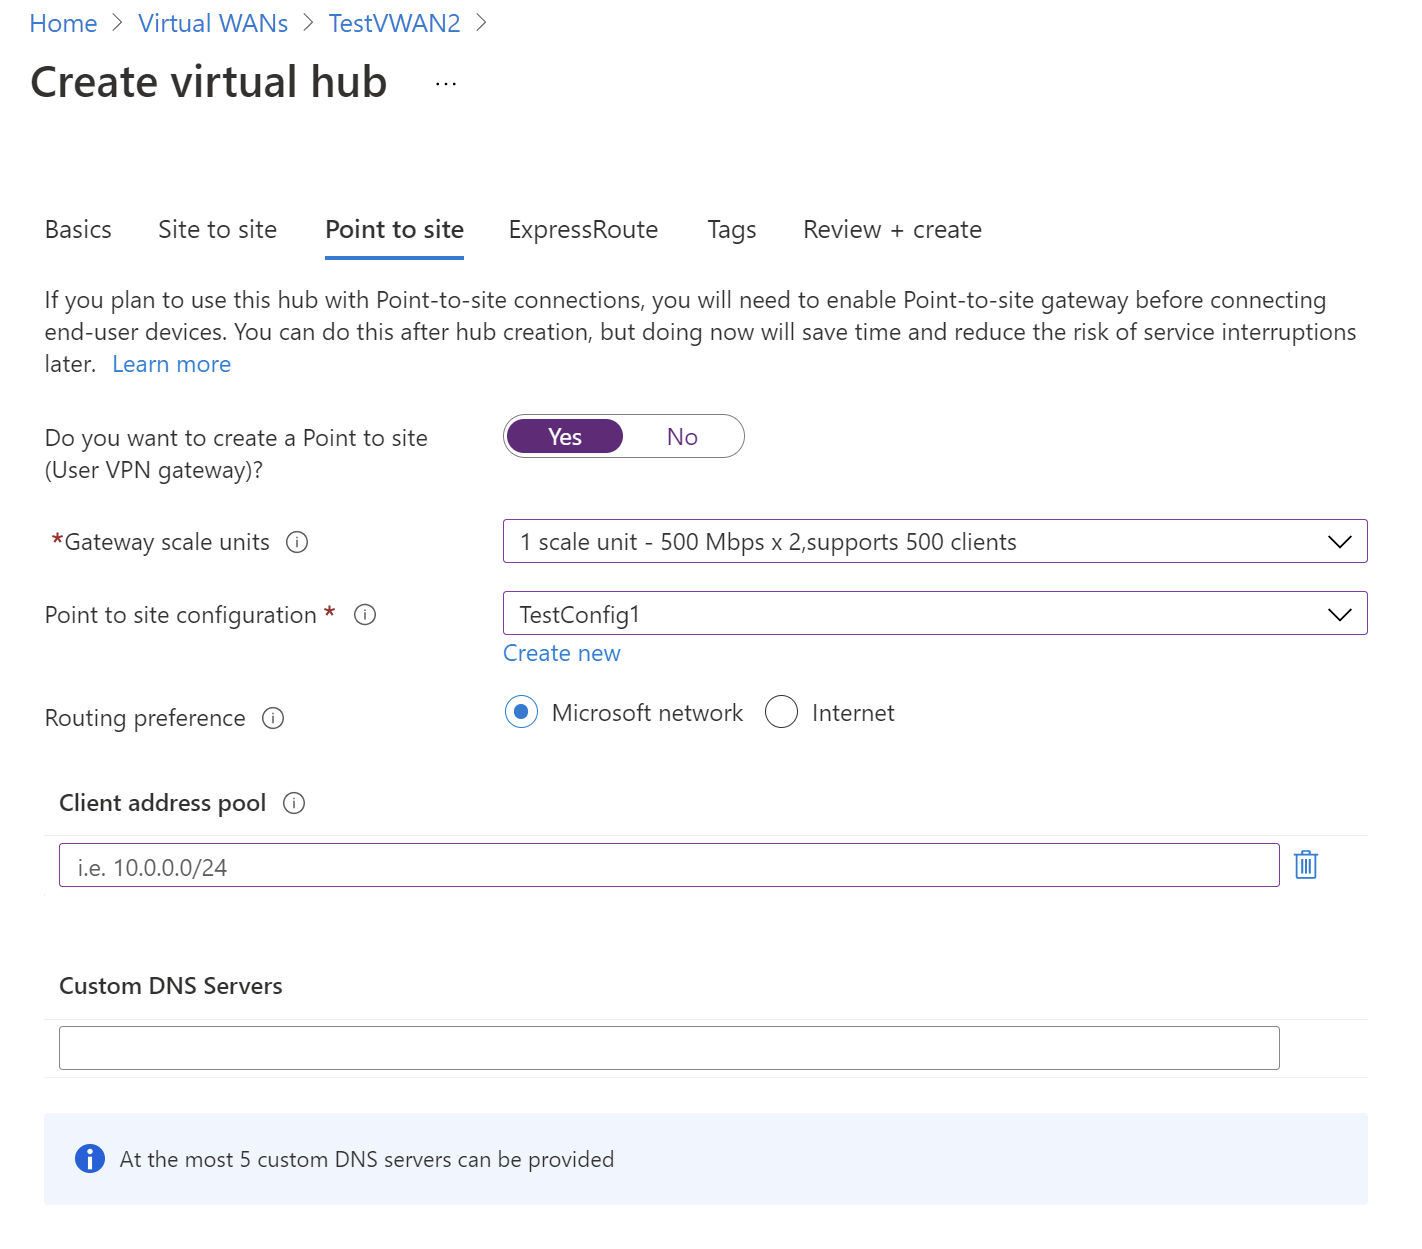 Home > Virtual WANs > TestVWAN2 >
Create virtual hub ...
Basics Site to site Point to site ExpressRoute Tags Review + create
If you plan to use this hub with Point-to-site connections, you will need to enable Point-to-site gateway before connecting
end-user devices. You can do this after hub creation, but doing now will save time and reduce the risk of service interruptions
later. Learn more
Do you want to create a Point to site
(User VPN gateway)?
Yes No
*Gateway scale units
1 scale unit - 500 Mbps x 2,supports 500 clients
Point to site configuration *
TestConfig1
Create new
Routing preference
Microsoft network Internet
Client address pool
i.e. 10.0.0.0/24
Custom DNS Servers
At the most 5 custom DNS servers can be provided